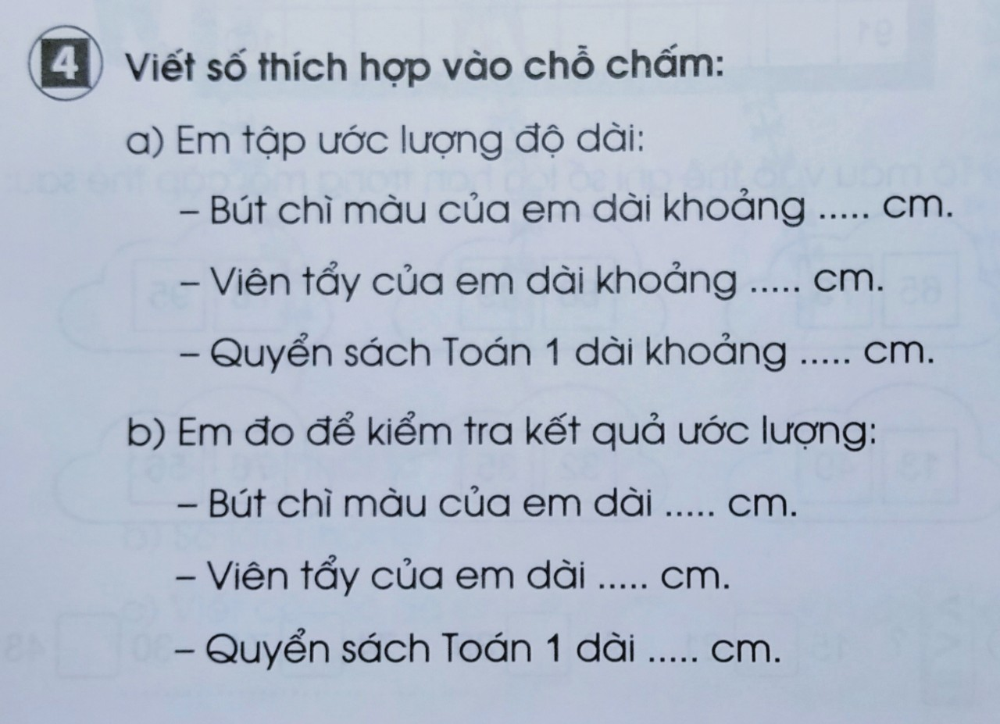 4 Viết số thích hợp vào chỗ chấm:
a) Em tập ước lượng độ dài:
– Bút chì màu của em dài khoảng ..... cm.
– Viên tẩy của em dài khoảng ..... cm.
– Quyển sách Toán 1 dài khoảng ..... cm.
b) Em đo để kiểm tra kết quả ước lượng:
– Bút chì màu của em dài ..... cm.
– Viên tẩy của em dài ..... cm.
– Quyển sách Toán 1 dài ..... cm.